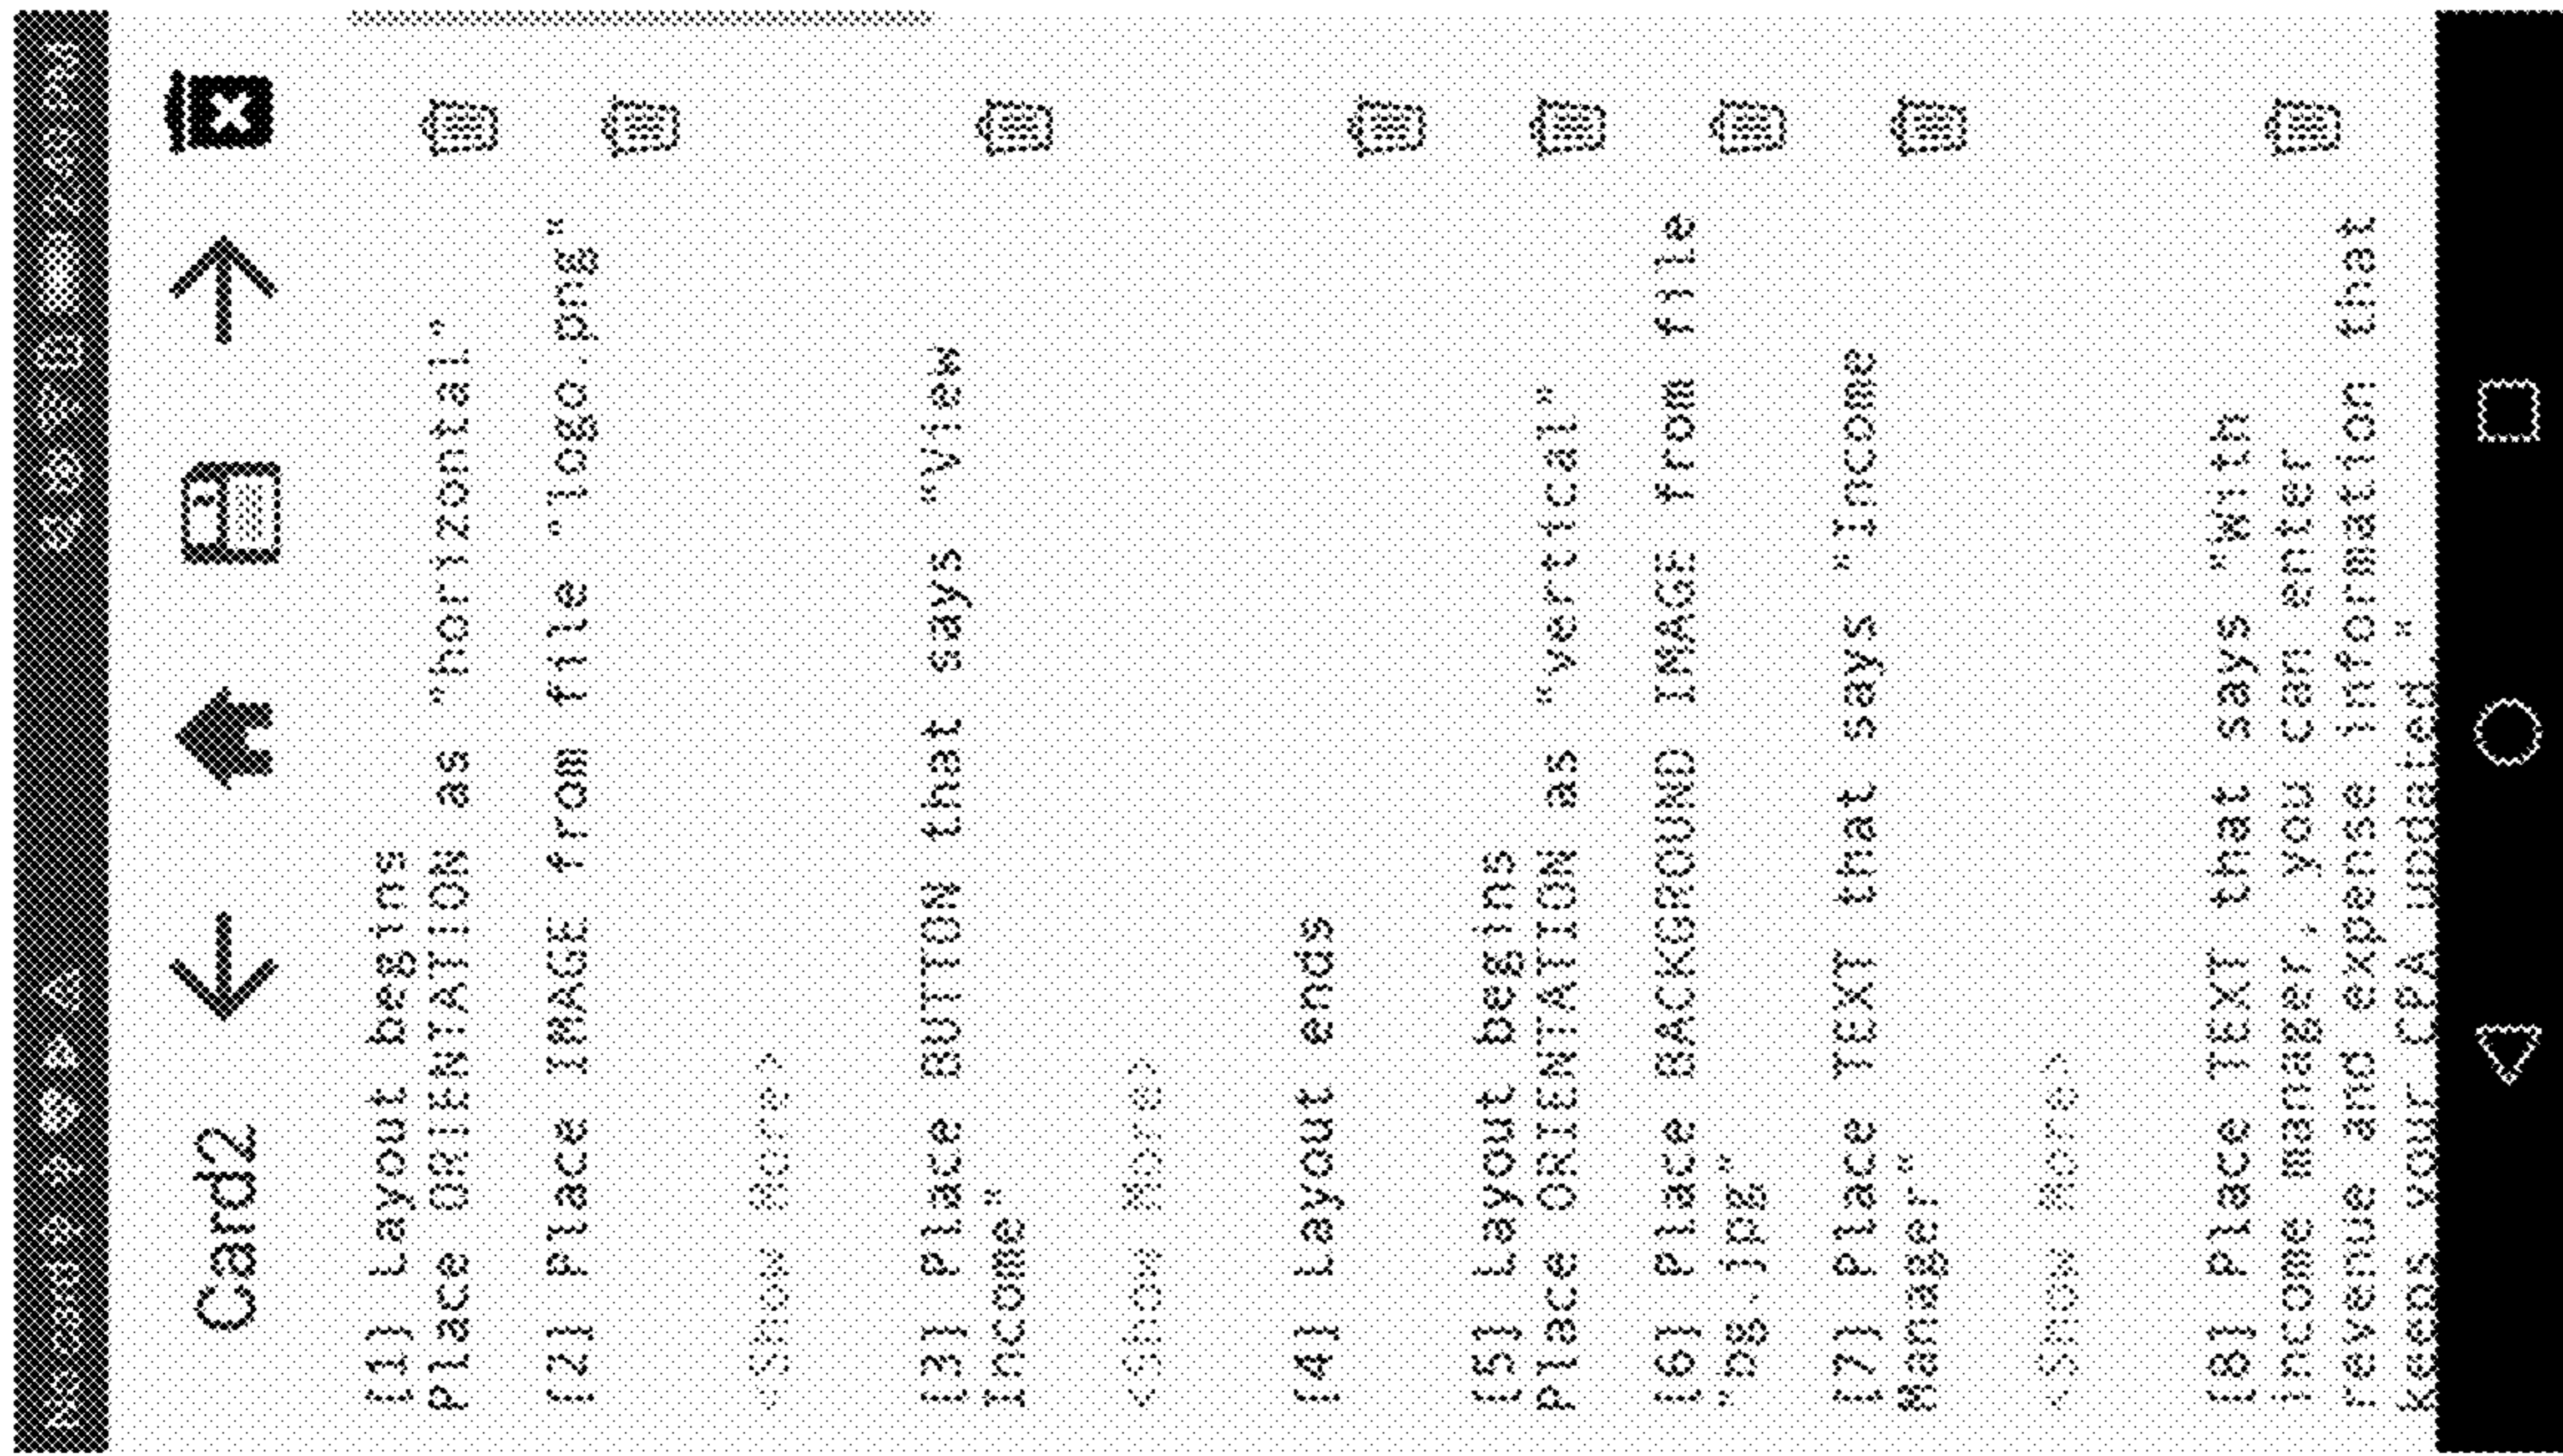 Card2
[1] Layout begins
Place ORIENTATION as "horizontal"
[2] Place IMAGE from file "logo.png"
<Show More>
[3] Place BUTTON that says "View
Income"
<Show More>
[4] Layout ends
[5] Layout begins
Place ORIENTATION as "vertical"
[6] Place BACKGROUND IMAGE from file
"bg.jpg"
[7] Place TEXT that says "Income
Manager"
<Show More>
[8] Place TEXT that says "With
income manager, you can enter
revenue and expense information that
keeps your CPA updated."